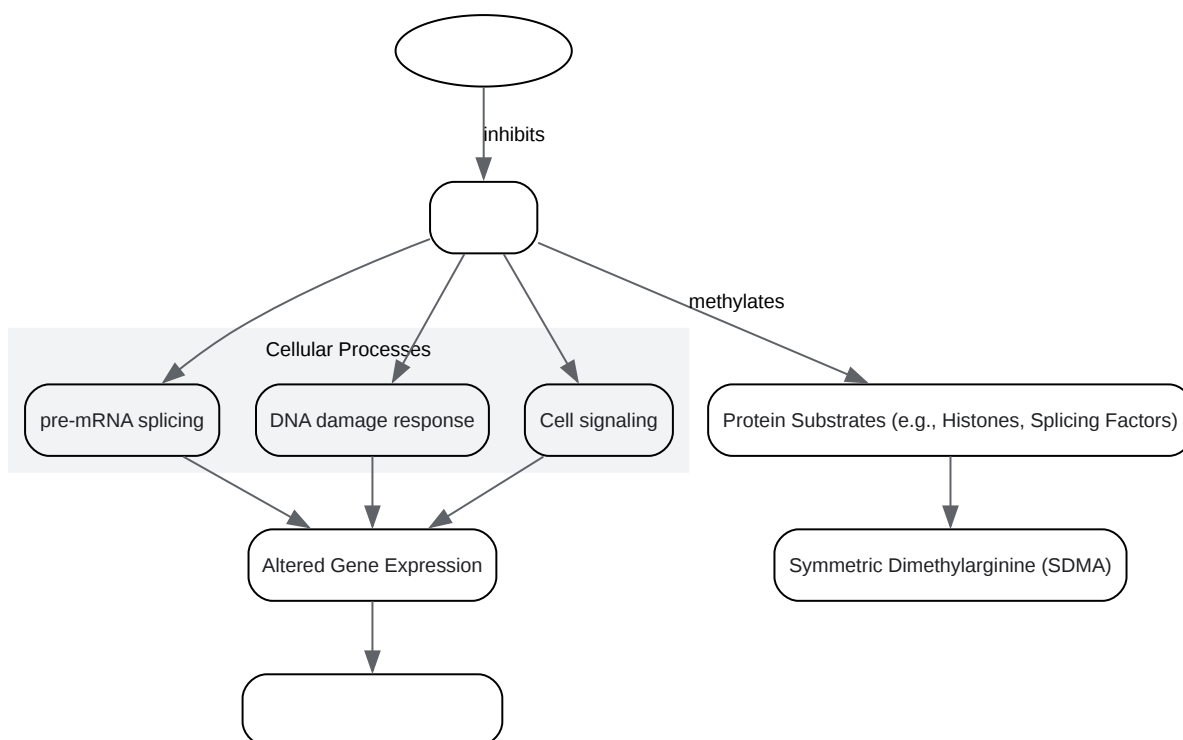 inhibits
methylates
Cellular Processes
pre-mRNA splicing
DNA damage response
Cell signaling
Protein Substrates (e.g., Histones, Splicing Factors)
Altered Gene Expression
Symmetric Dimethylarginine (SDMA)